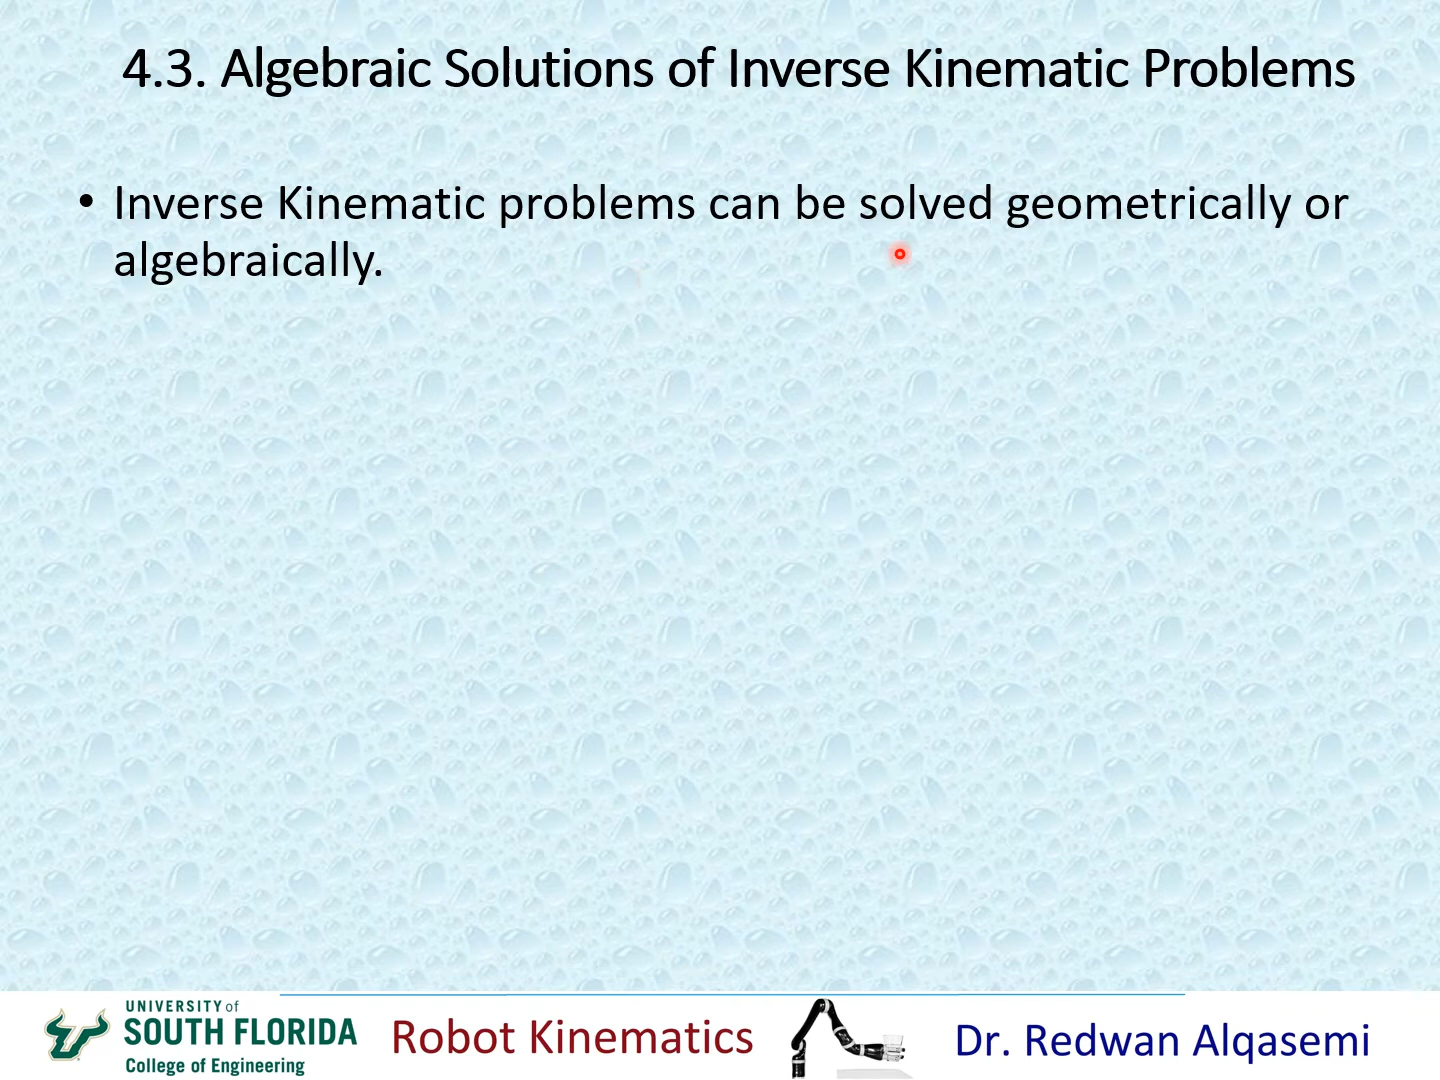 4.3. Algebraic Solutions of Inverse Kinematic Problems
• Inverse Kinematic problems can be solved geometrically or
algebraically.
UNIVERSITY of
SOUTH FLORIDA
College of Engineering
Robot Kinematics
Dr. Redwan Alqasemi